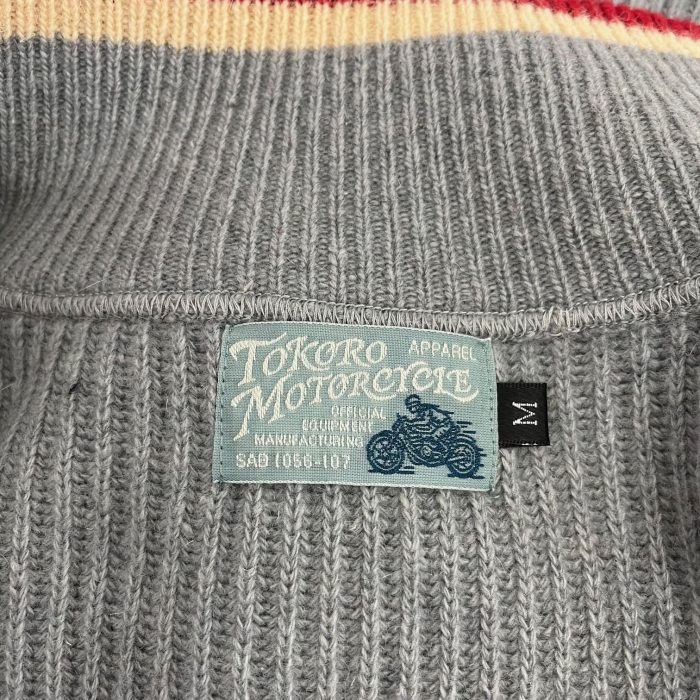 TOKORO APPAREL
MOTORCYCLE
OFFICIAL
EQUIPMENT
MANUFACTURING
SAB 1056-107
M